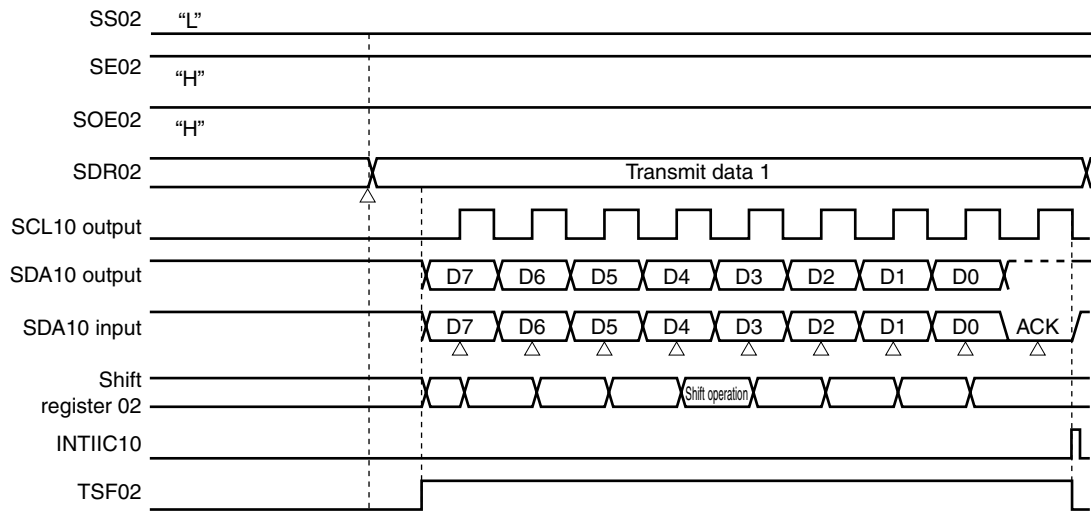 SS02 “L”
SE02 “H”
SOE02 “H”
SDR02 Transmit data 1
SCL10 output
SDA10 output D7 D6 D5 D4 D3 D2 D1 D0
SDA10 input D7 D6 D5 D4 D3 D2 D1 D0 ACK
Shift
register 02 Shift operation
INTIIC10
TSF02